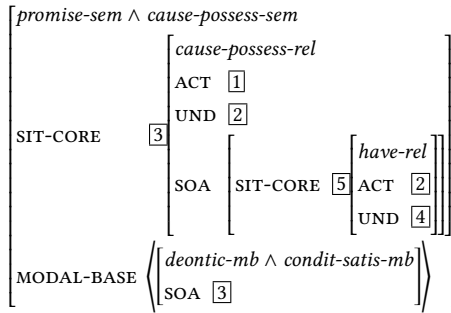 promise-sem ∧ cause-possess-sem
cause-possess-rel
ACT 1
UND 2
SIT-CORE 3
have-rel
SOA SIT-CORE 5 ACT 2
UND 4
MODAL-BASE ⟨ deontic-mb ∧ condit-satis-mb
SOA 3 ⟩